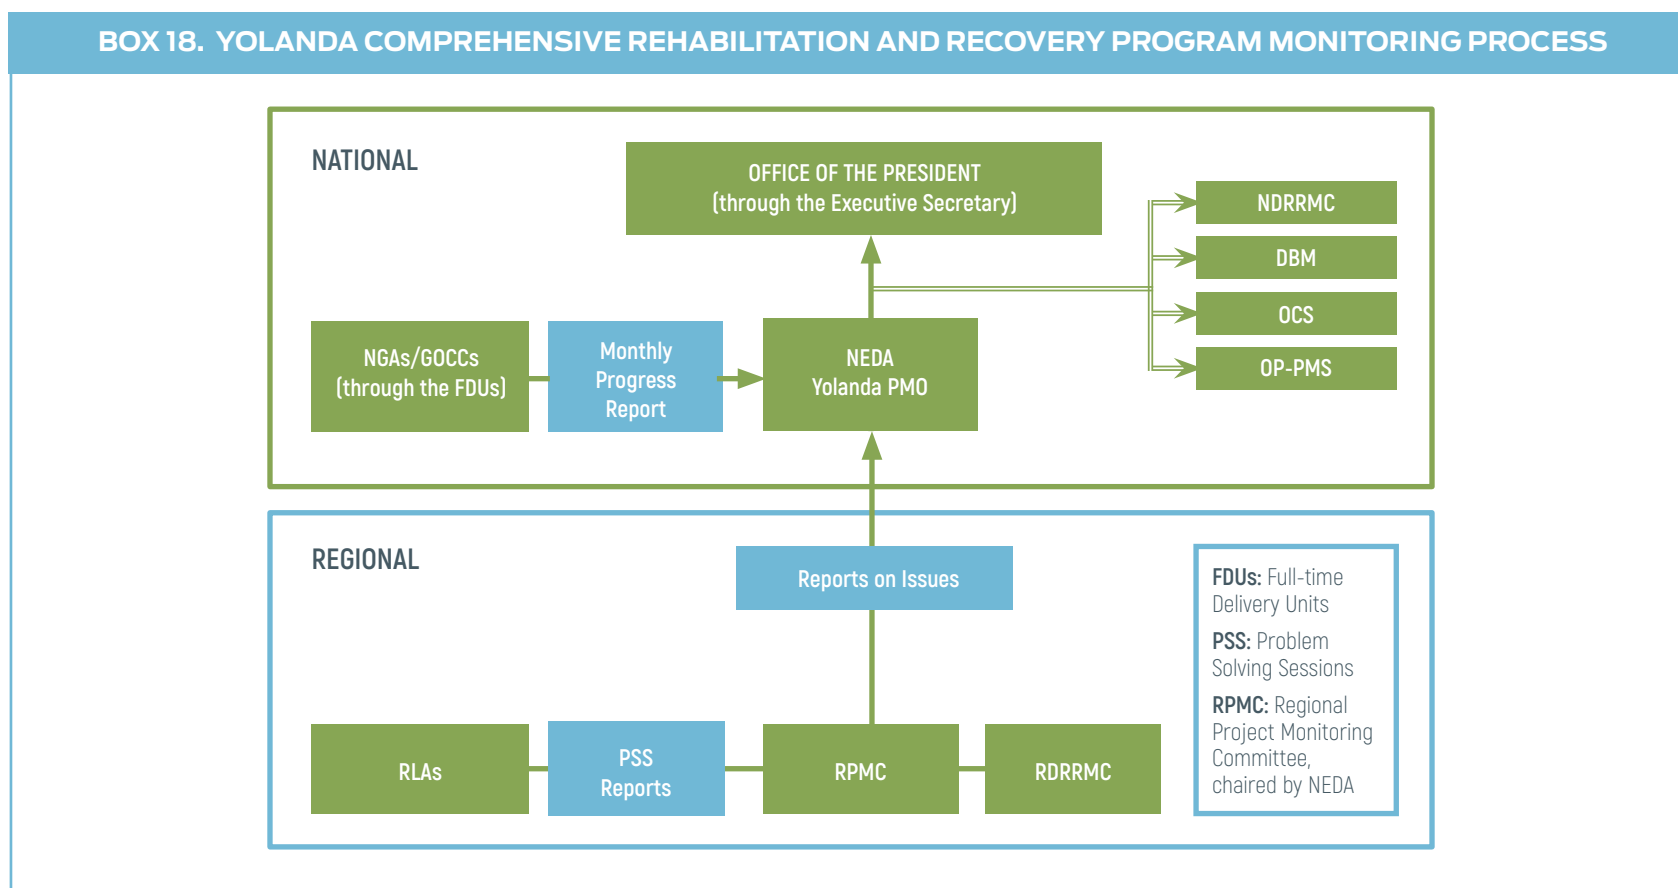 BOX 18. YOLANDA COMPREHENSIVE REHABILITATION AND RECOVERY PROGRAM MONITORING PROCESS
NATIONAL
OFFICE OF THE PRESIDENT
(through the Executive Secretary)
NDRRMC
DBM
OCS
OP-PMS
NGAs/GOCCs
(through the FDUs)
Monthly
Progress
Report
NEDA
Yolanda PMO
REGIONAL
Reports on Issues
RLAs
PSS
Reports
RPMC
RDRRMC
FDUs: Full-time
Delivery Units
PSS: Problem
Solving Sessions
RPMC: Regional
Project Monitoring
Committee,
chaired by NEDA